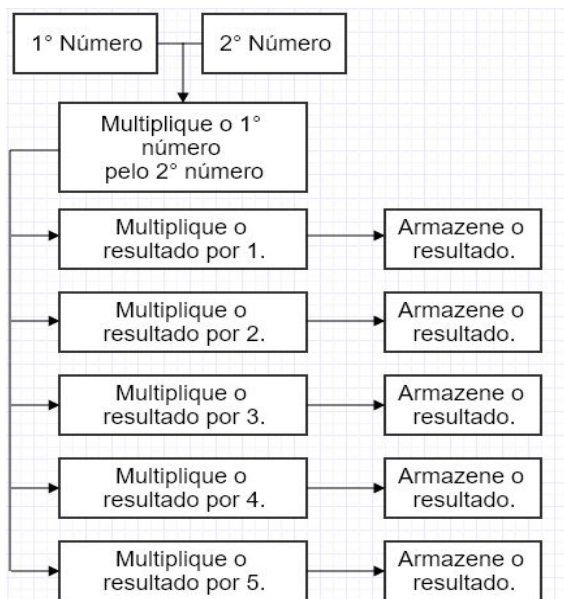 1° Número
2° Número
Multiplique o 1°
número
pelo 2° número
Multiplique o
resultado por 1.
Armazene o
resultado.
Multiplique o
resultado por 2.
Armazene o
resultado.
Multiplique o
resultado por 3.
Armazene o
resultado.
Multiplique o
resultado por 4.
Armazene o
resultado.
Multiplique o
resultado por 5.
Armazene o
resultado.